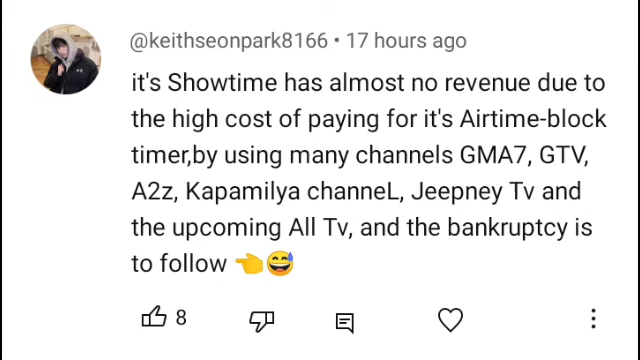 @keithseonpark8166 • 17 hours ago
it's Showtime has almost no revenue due to
the high cost of paying for it's Airtime-block
timer,by using many channels GMA7, GTV,
A2z, Kapamilya channeL, Jeepney Tv and
the upcoming All Tv, and the bankruptcy is
to follow 👈😅
8